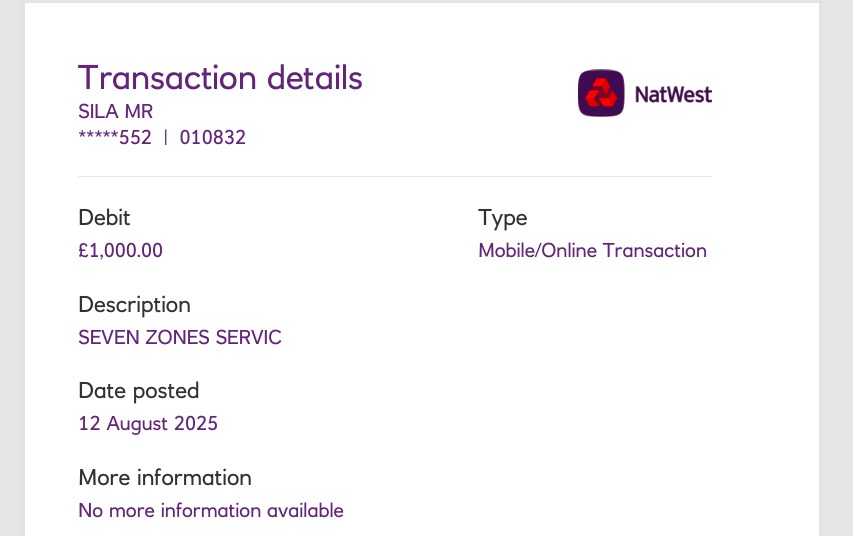 Transaction details
NatWest
SILA MR
*****552 | 010832
Debit
£1,000.00
Type
Mobile/Online Transaction
Description
SEVEN ZONES SERVIC
Date posted
12 August 2025
More information
No more information available